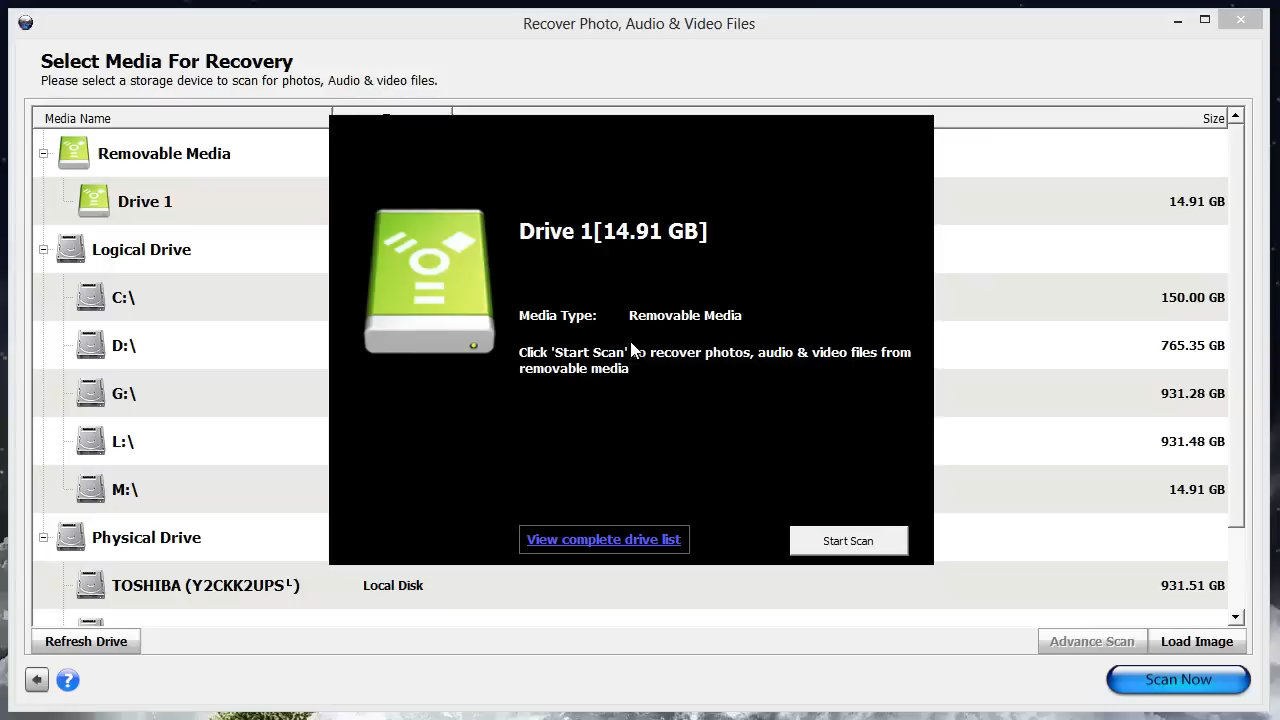 Recover Photo, Audio & Video Files
Select Media For Recovery
Please select a storage device to scan for photos, Audio & video files.
Media Name
Size
Removable Media
Drive 1
14.91 GB
Logical Drive
C:\
150.00 GB
D:\
765.35 GB
G:\
931.28 GB
L:\
931.48 GB
M:\
14.91 GB
Physical Drive
TOSHIBA (Y2CKK2UPS└)
Local Disk
931.51 GB
Drive 1[14.91 GB]
Media Type: Removable Media
Click 'Start Scan' to recover photos, audio & video files from
removable media
View complete drive list
Start Scan
Refresh Drive
Advance Scan
Load Image
?
Scan Now